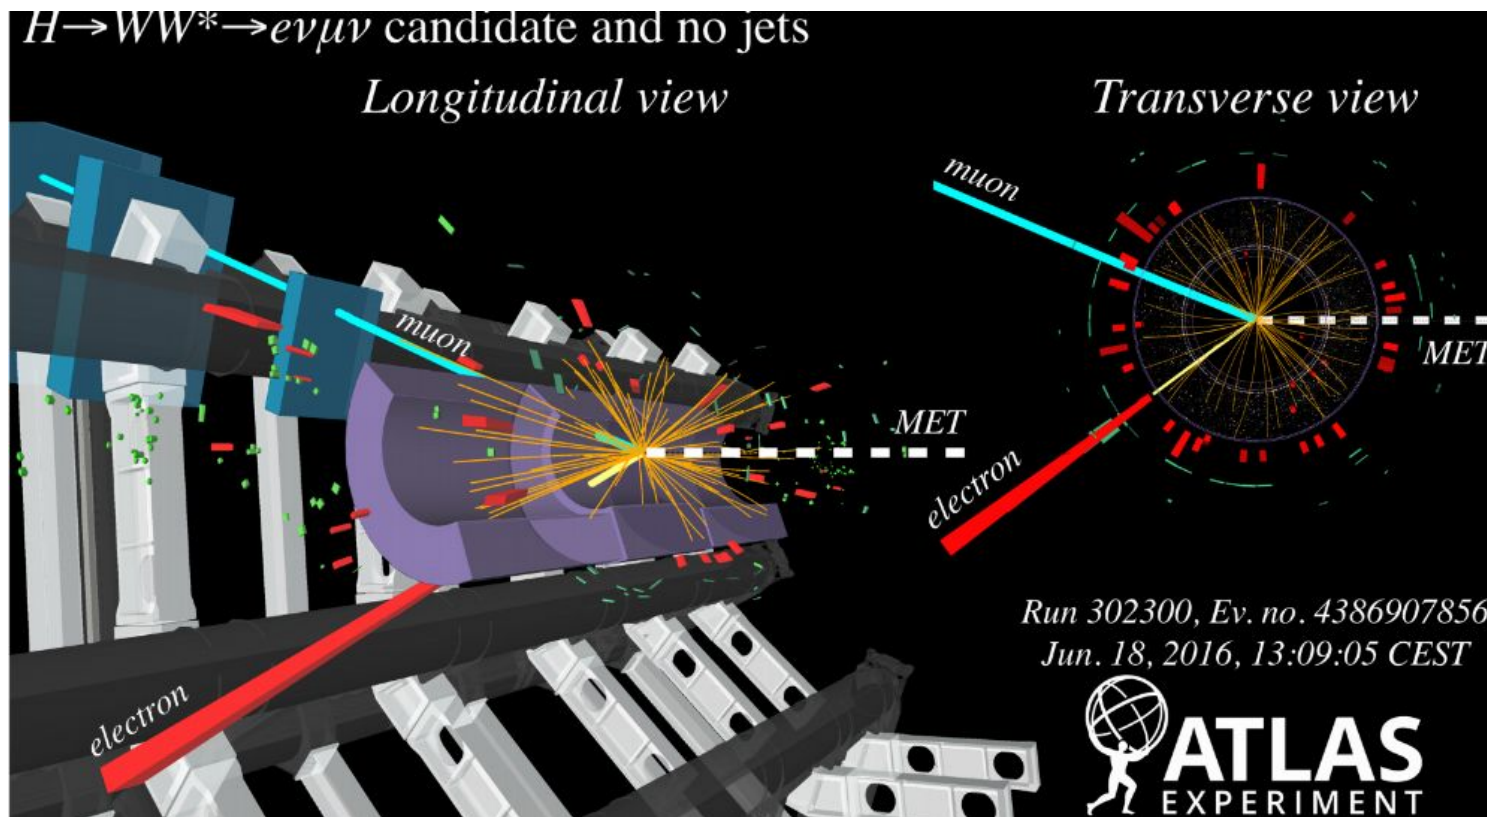 H→WW*→eνμν candidate and no jets
Longitudinal view
Transverse view
muon
muon
MET
MET
electron
electron
Run 302300, Ev. no. 4386907856
Jun. 18, 2016, 13:09:05 CEST
ATLAS
EXPERIMENT